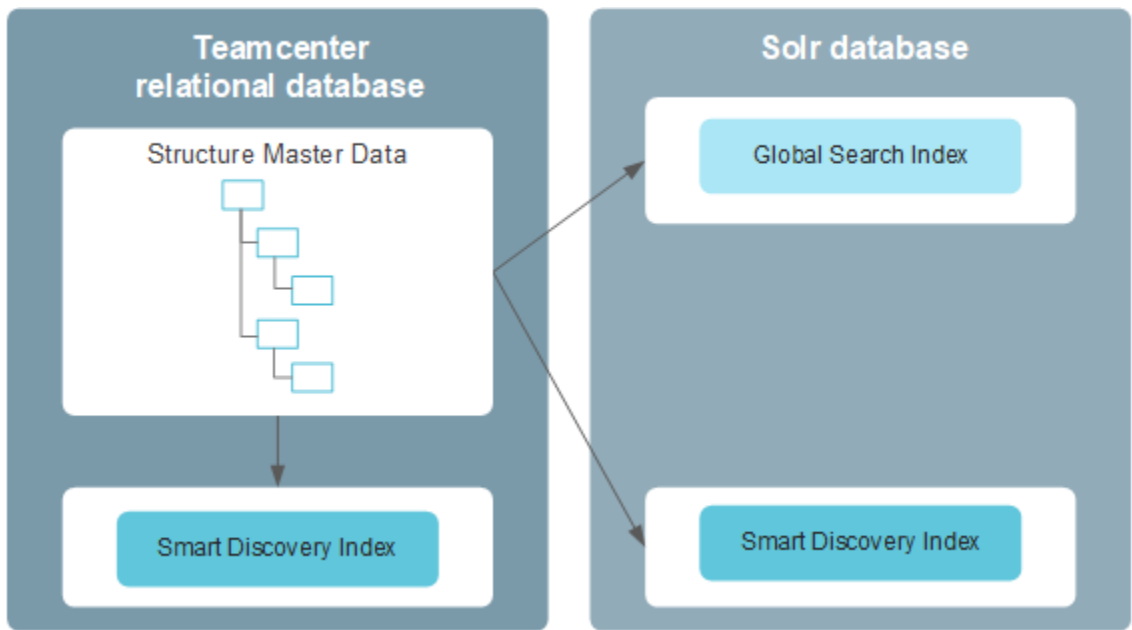 Teamcenter
relational database
Structure Master Data
Smart Discovery Index
Solr database
Global Search Index
Smart Discovery Index